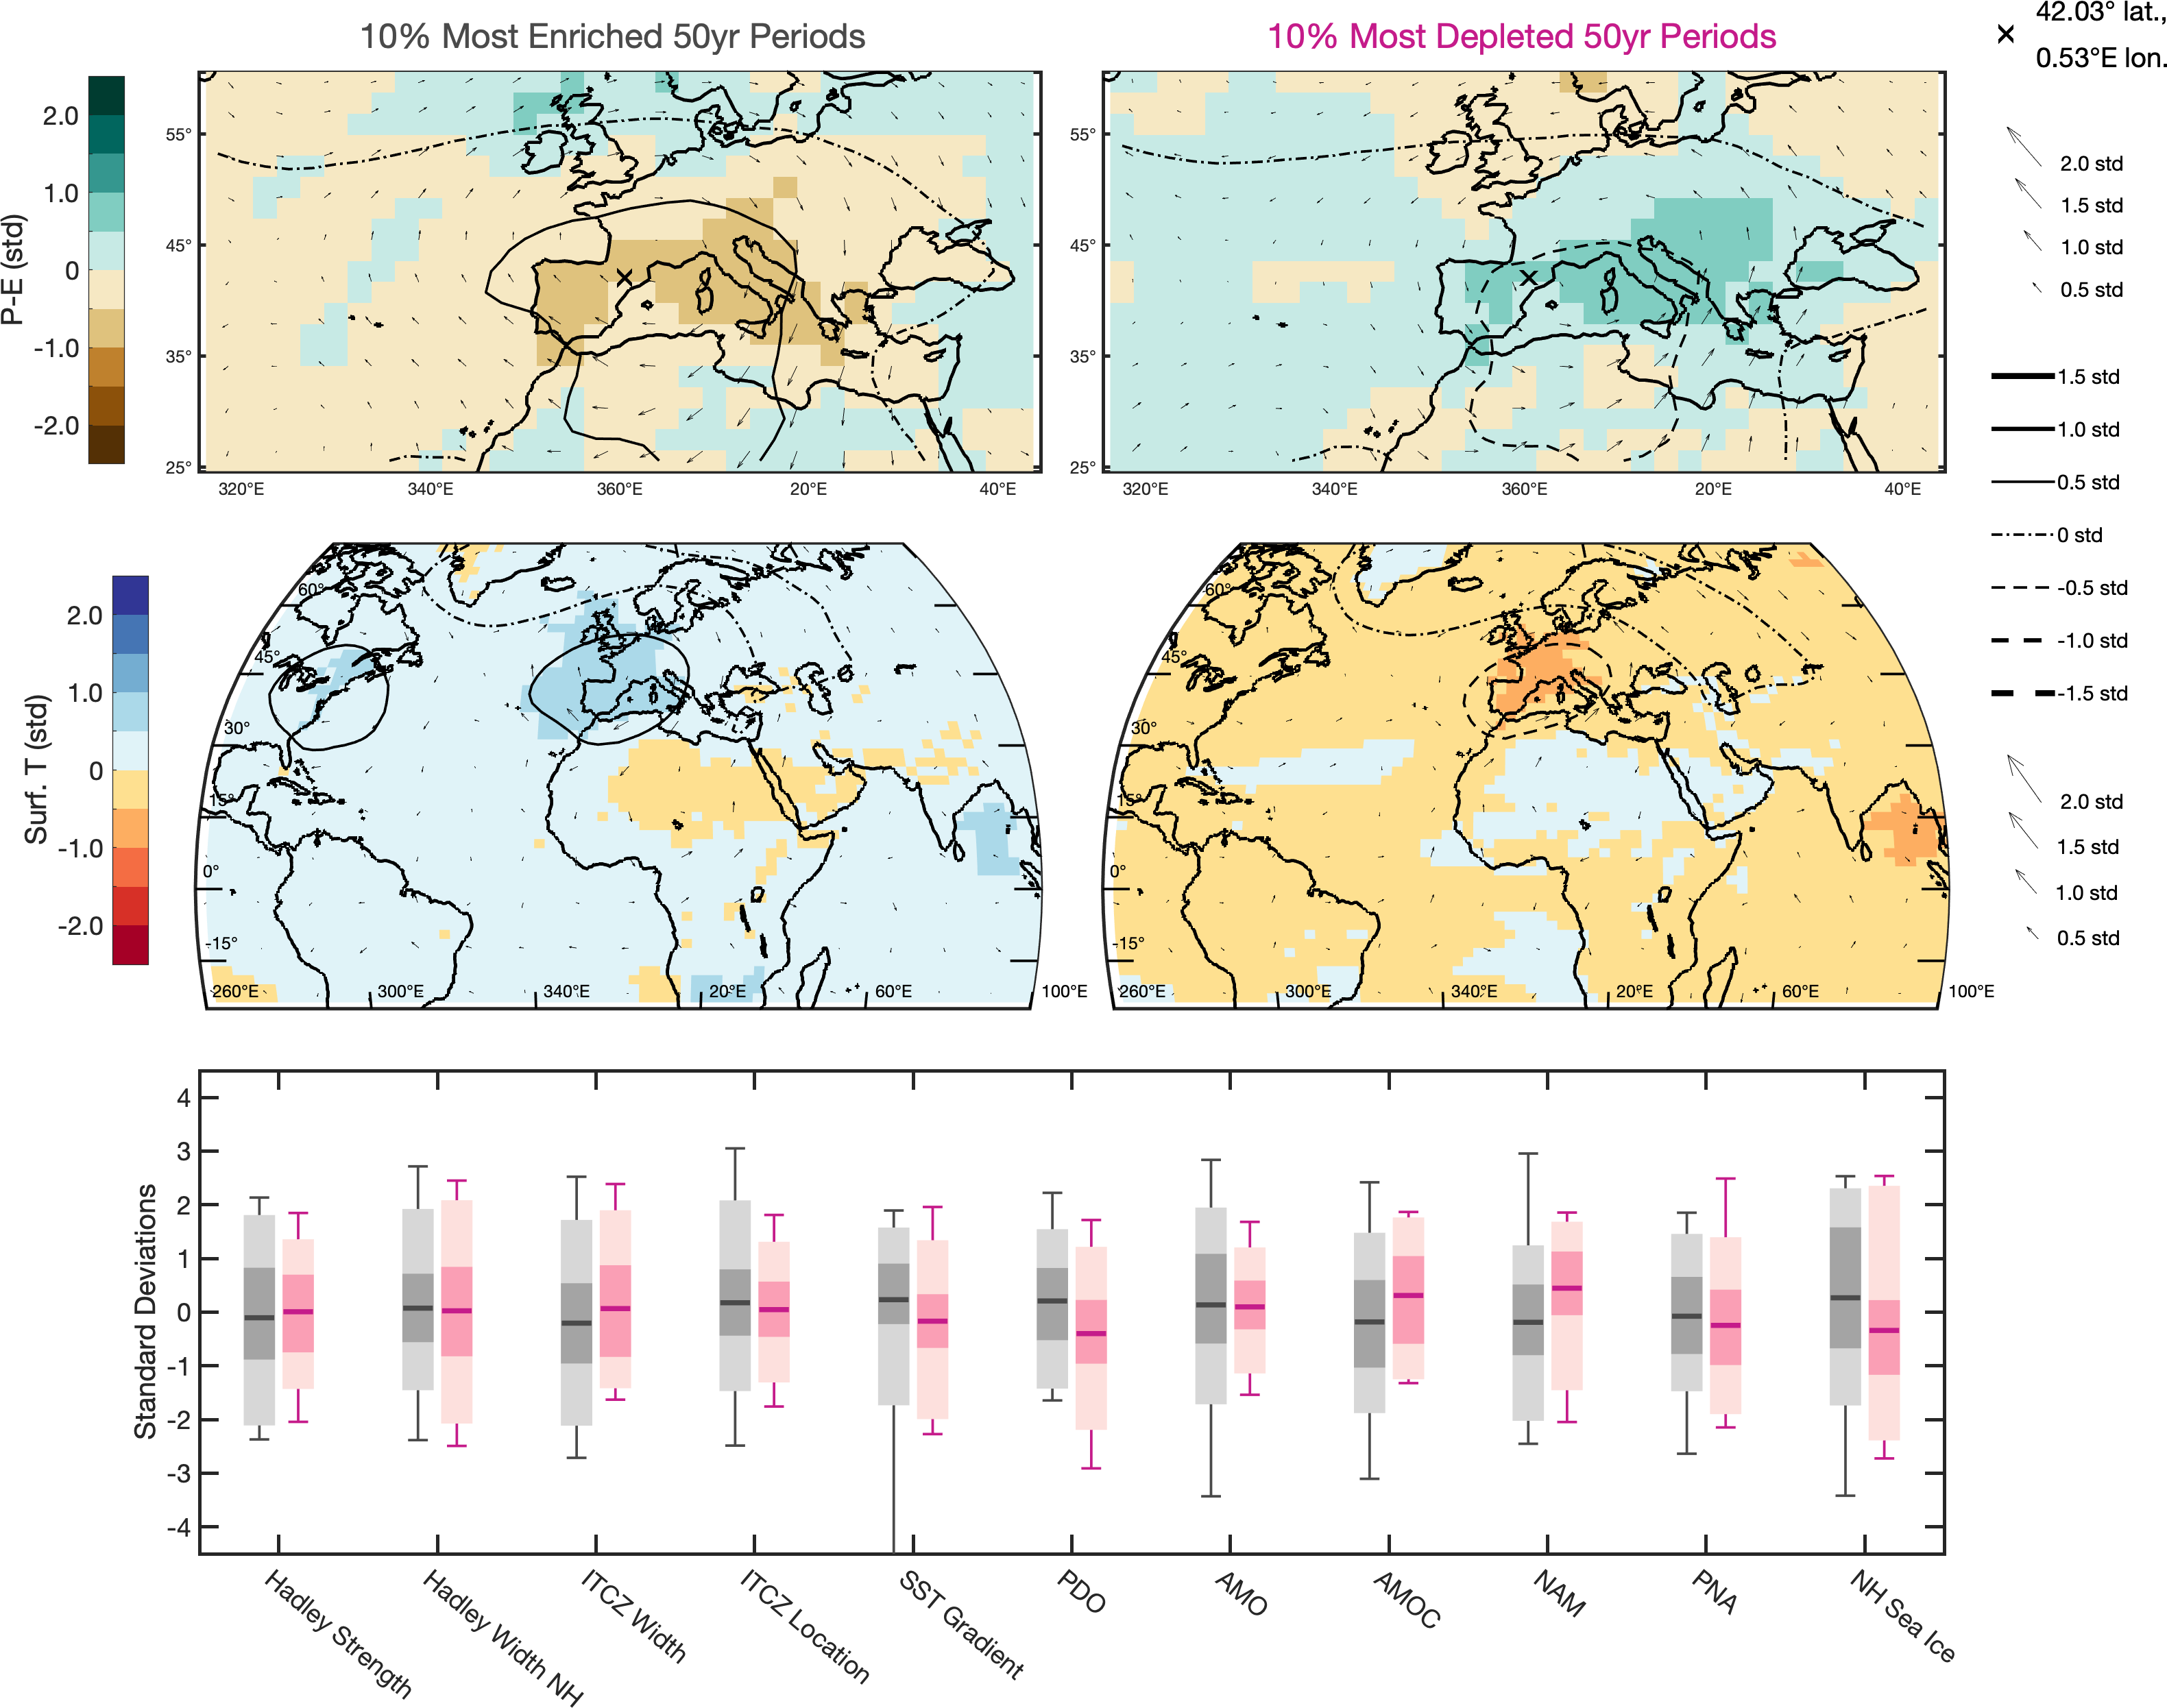 10% Most Enriched 50yr Periods
10% Most Depleted 50yr Periods
42.03° lat.,
0.53°E lon.
P-E (std)
2.0
1.0
0
-1.0
-2.0
55°
45°
35°
25°
320°E 340°E 360°E 20°E 40°E
55°
45°
35°
25°
320°E 340°E 360°E 20°E 40°E
2.0 std
1.5 std
1.0 std
0.5 std
1.5 std
1.0 std
0.5 std
0 std
-0.5 std
-1.0 std
-1.5 std
Surf. T (std)
2.0
1.0
0
-1.0
-2.0
60°
45°
30°
15°
0°
-15°
260°E 300°E 340°E 20°E 60°E 100°E
60°
45°
30°
15°
0°
-15°
260°E 300°E 340°E 20°E 60°E 100°E
2.0 std
1.5 std
1.0 std
0.5 std
Standard Deviations
4
3
2
1
0
-1
-2
-3
-4
Hadley Strength
Hadley Width NH
ITCZ Width
ITCZ Location
SST Gradient
PDO
AMO
AMOC
NAM
PNA
NH Sea Ice